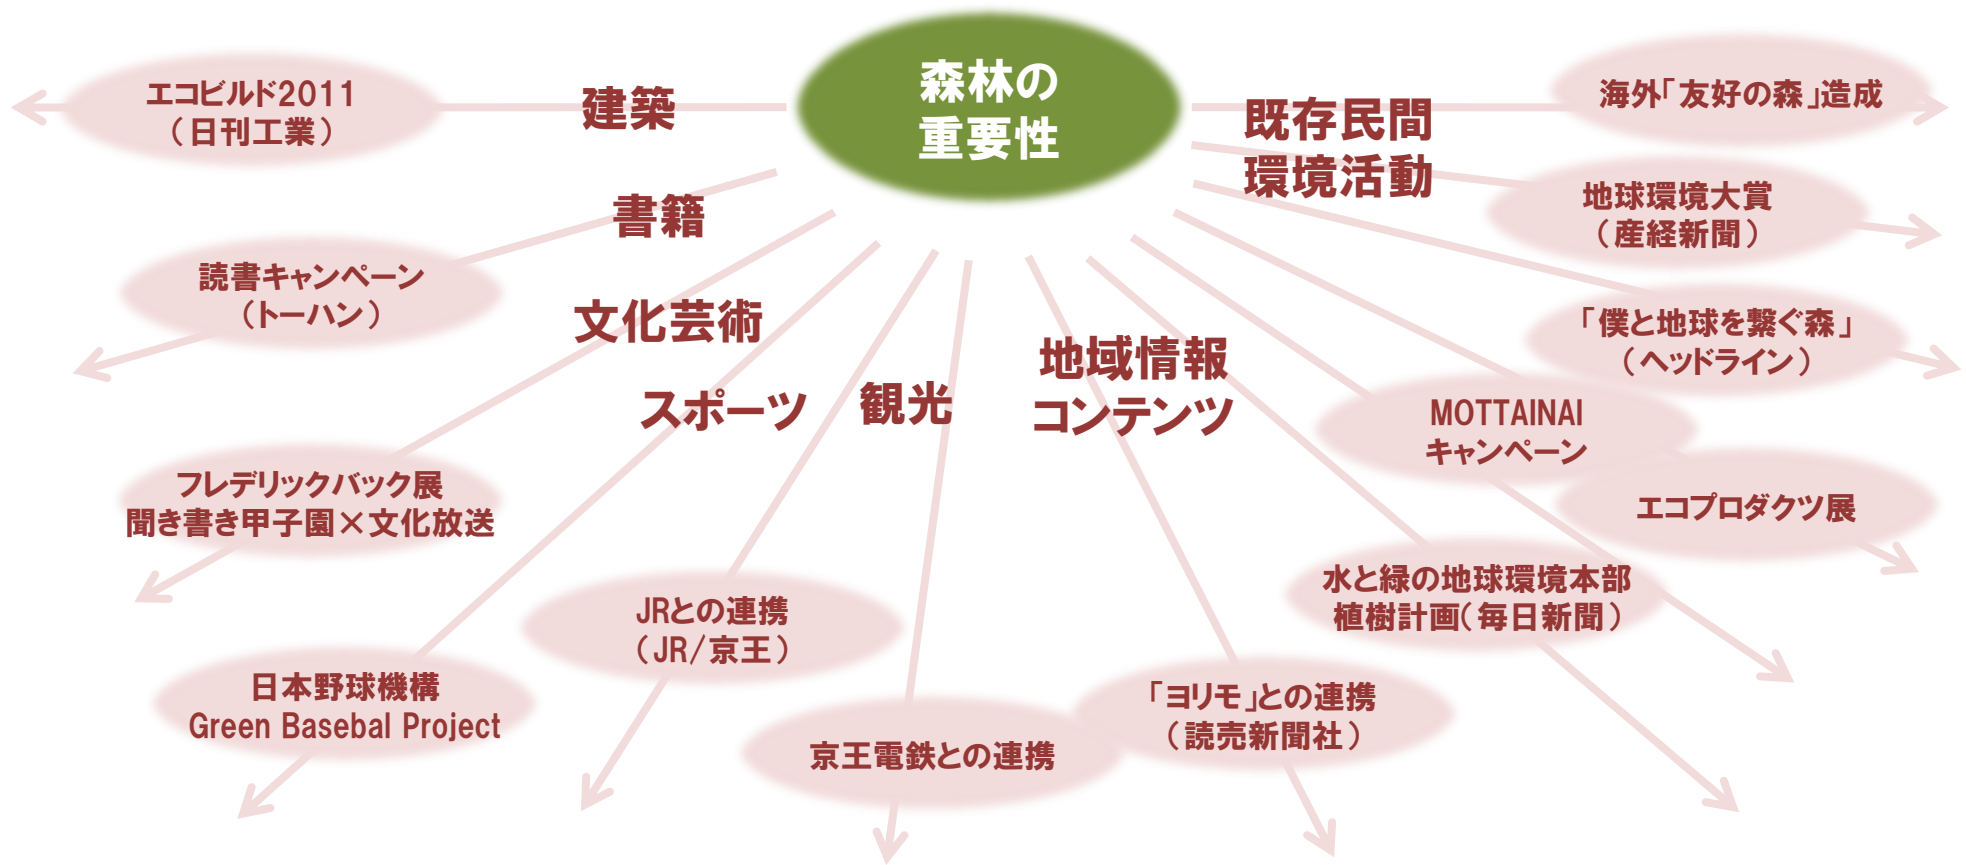 森林の
重要性
建築
エコビルド2011
（日刊工業）
書籍
読書キャンペーン
（トーハン）
文化芸術
フレデリックバック展
聞き書き甲子園×文化放送
スポーツ
日本野球機構
Green Basebal Project
観光
JRとの連携
（JR/京王）
京王電鉄との連携
地域情報
コンテンツ
「ヨリモ」との連携
（読売新聞社）
既存民間
環境活動
海外「友好の森」造成
地球環境大賞
（産経新聞）
「僕と地球を繋ぐ森」
（ヘッドライン）
MOTTAINAI
キャンペーン
エコプロダクツ展
水と緑の地球環境本部
植樹計画（毎日新聞）